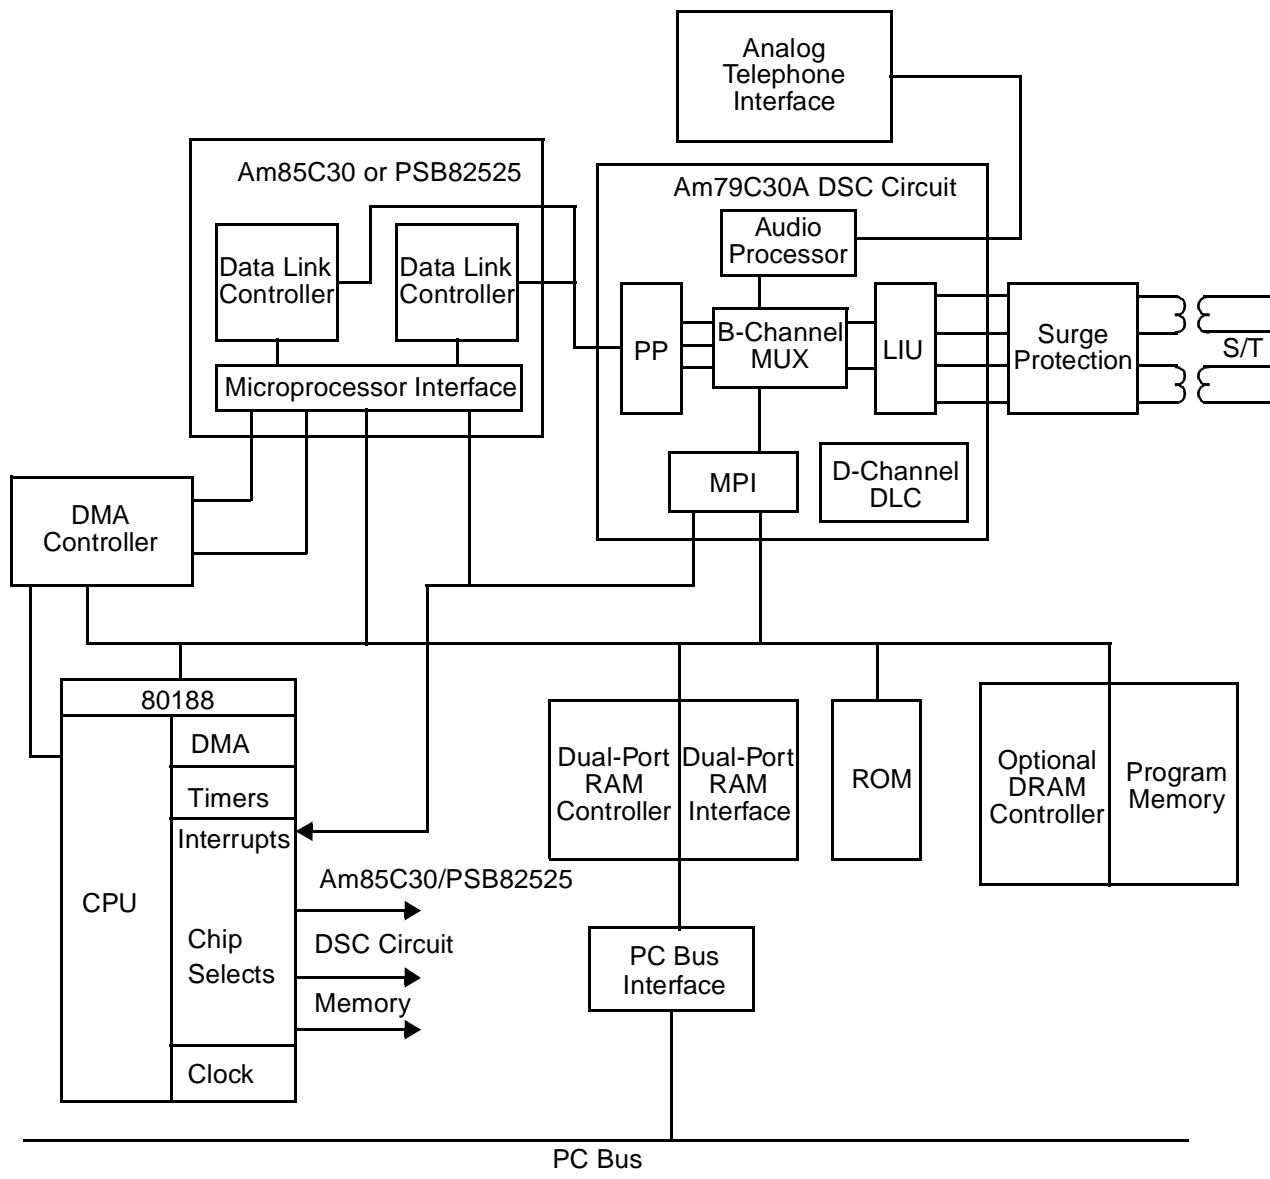 Analog
Telephone
Interface
Am85C30 or PSB82525
Am79C30A DSC Circuit
Audio
Processor
Data Link
Controller
Data Link
Controller
PP
B-Channel
MUX
LIU
Surge
Protection
S/T
Microprocessor Interface
MPI
D-Channel
DLC
DMA
Controller
80188
DMA
Timers
Interrupts
CPU
Chip
Selects
Clock
Am85C30/PSB82525
DSC Circuit
Memory
Dual-Port
RAM
Controller
Dual-Port
RAM
Interface
ROM
Optional
DRAM
Controller
Program
Memory
PC Bus
Interface
PC Bus